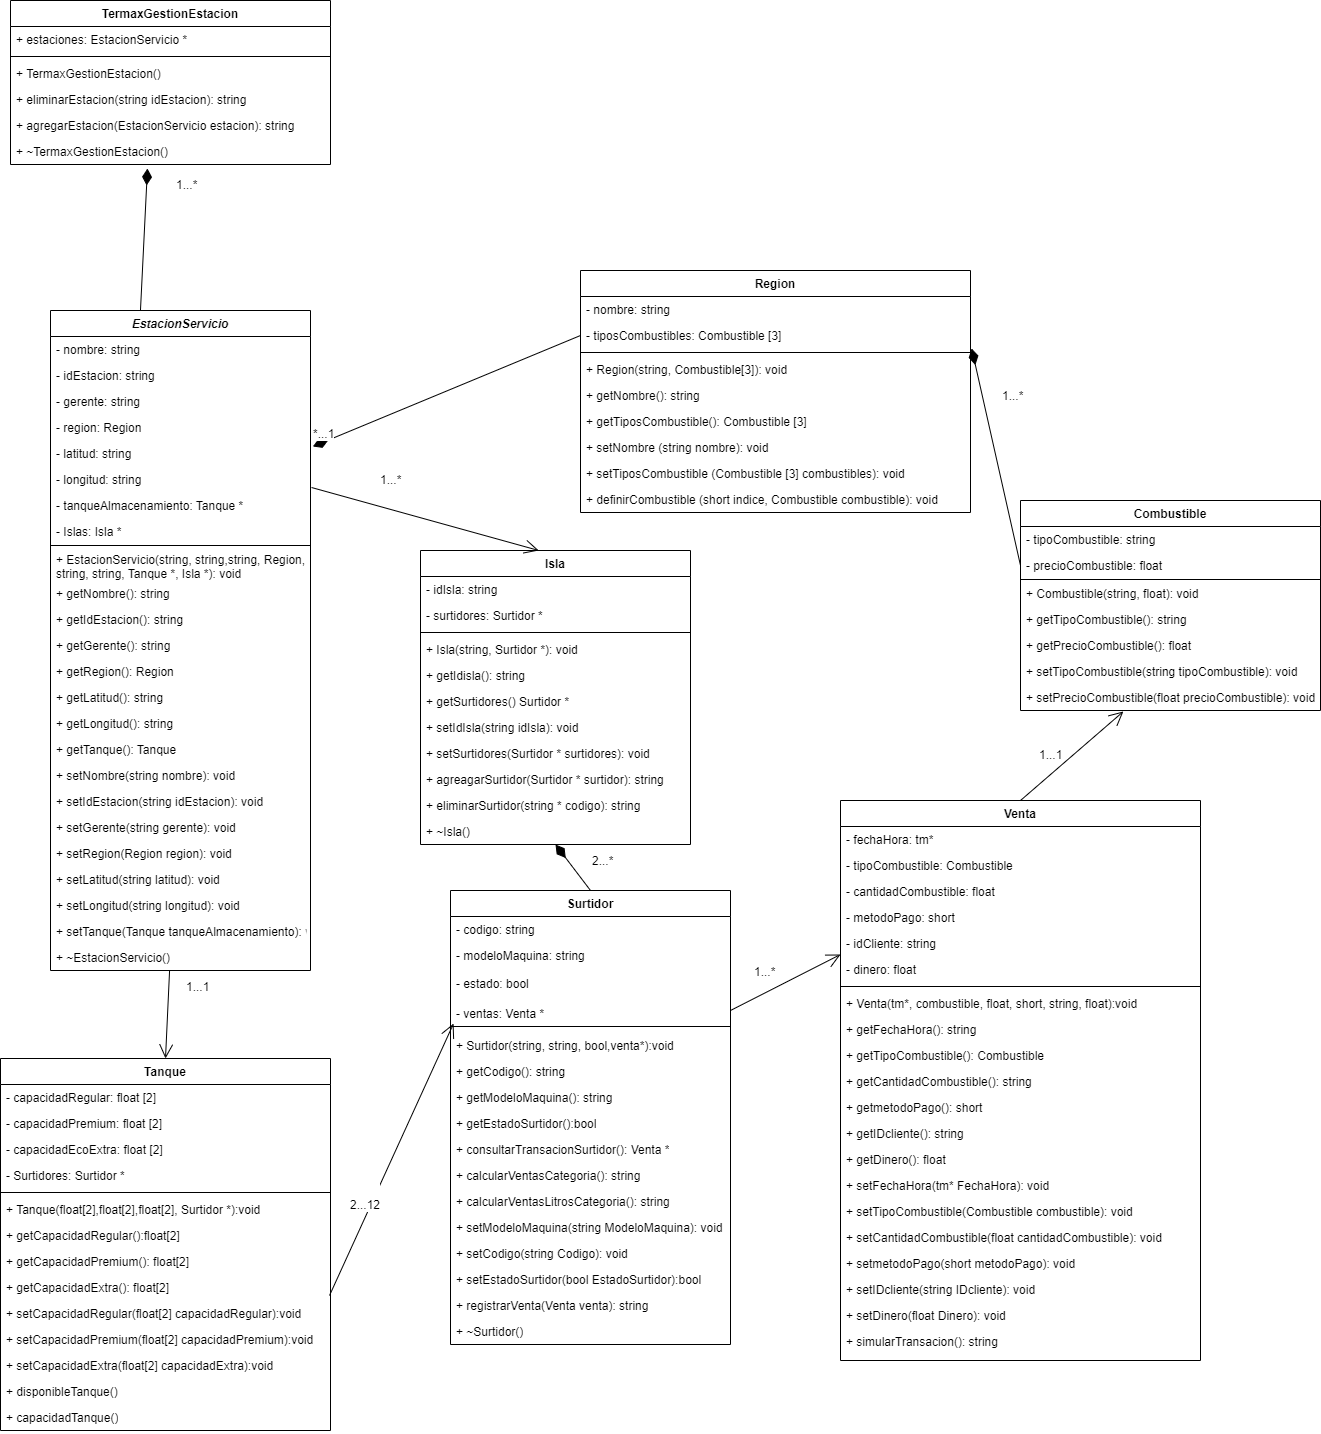 TermaxGestionEstacion
+ estaciones: EstacionServicio *
+ TermaxGestionEstacion()
+ eliminarEstacion(string idEstacion): string
+ agregarEstacion(EstacionServicio estacion): string
+ ~TermaxGestionEstacion()
1...*
EstacionServicio
- nombre: string
- idEstacion: string
- gerente: string
- region: Region
- latitud: string
- longitud: string
- tanqueAlmacenamiento: Tanque *
- Islas: Isla *
+ EstacionServicio(string, string,string, Region,
string, string, Tanque *, Isla *): void
+ getNombre(): string
+ getIdEstacion(): string
+ getGerente(): string
+ getRegion(): Region
+ getLatitud(): string
+ getLongitud(): string
+ getTanque(): Tanque
+ setNombre(string nombre): void
+ setIdEstacion(string idEstacion): void
+ setGerente(string gerente): void
+ setRegion(Region region): void
+ setLatitud(string latitud): void
+ setLongitud(string longitud): void
+ setTanque(Tanque tanqueAlmacenamiento):
+ ~EstacionServicio()
*...1
1...*
1...1
Region
- nombre: string
- tiposCombustibles: Combustible [3]
+ Region(string, Combustible[3]): void
+ getNombre(): string
+ getTiposCombustible(): Combustible [3]
+ setNombre (string nombre): void
+ setTiposCombustible (Combustible [3] combustibles): void
+ definirCombustible (short indice, Combustible combustible): void
1...*
Combustible
- tipoCombustible: string
- precioCombustible: float
+ Combustible(string, float): void
+ getTipoCombustible(): string
+ getPrecioCombustible(): float
+ setTipoCombustible(string tipoCombustible): void
+ setPrecioCombustible(float precioCombustible): void
1...1
Isla
- idIsla: string
- surtidores: Surtidor *
+ Isla(string, Surtidor *): void
+ getIdisla(): string
+ getSurtidores() Surtidor *
+ setIdIsla(string idIsla): void
+ setSurtidores(Surtidor * surtidores): void
+ agreagarSurtidor(Surtidor * surtidor): string
+ eliminarSurtidor(string * codigo): string
+ ~Isla()
2...*
Surtidor
- codigo: string
- modeloMaquina: string
- estado: bool
- ventas: Venta *
+ Surtidor(string, string, bool,venta*):void
+ getCodigo(): string
+ getModeloMaquina(): string
+ getEstadoSurtidor():bool
+ consultarTransacionSurtidor(): Venta *
+ calcularVentasCategoria(): string
+ calcularVentasLitrosCategoria(): string
+ setModeloMaquina(string ModeloMaquina): void
+ setCodigo(string Codigo): void
+ setEstadoSurtidor(bool EstadoSurtidor):bool
+ registrarVenta(Venta venta): string
+ ~Surtidor()
1...*
Venta
- fechaHora: tm*
- tipoCombustible: Combustible
- cantidadCombustible: float
- metodoPago: short
- idCliente: string
- dinero: float
+ Venta(tm*, combustible, float, short, string, float):void
+ getFechaHora(): string
+ getTipoCombustible(): Combustible
+ getCantidadCombustible(): string
+ getmetodoPago(): short
+ getIDcliente(): string
+ getDinero(): float
+ setFechaHora(tm* FechaHora): void
+ setTipoCombustible(Combustible combustible): void
+ setCantidadCombustible(float cantidadCombustible): void
+ setmetodoPago(short metodoPago): void
+ setIDcliente(string IDcliente): void
+ setDinero(float Dinero): void
+ simularTransacion(): string
Tanque
- capacidadRegular: float [2]
- capacidadPremium: float [2]
- capacidadEcoExtra: float [2]
- Surtidores: Surtidor *
+ Tanque(float[2],float[2],float[2], Surtidor *):void
+ getCapacidadRegular():float[2]
+ getCapacidadPremium(): float[2]
+ getCapacidadExtra(): float[2]
+ setCapacidadRegular(float[2] capacidadRegular):void
+ setCapacidadPremium(float[2] capacidadPremium):void
+ setCapacidadExtra(float[2] capacidadExtra):void
+ disponibleTanque()
+ capacidadTanque()
2...12